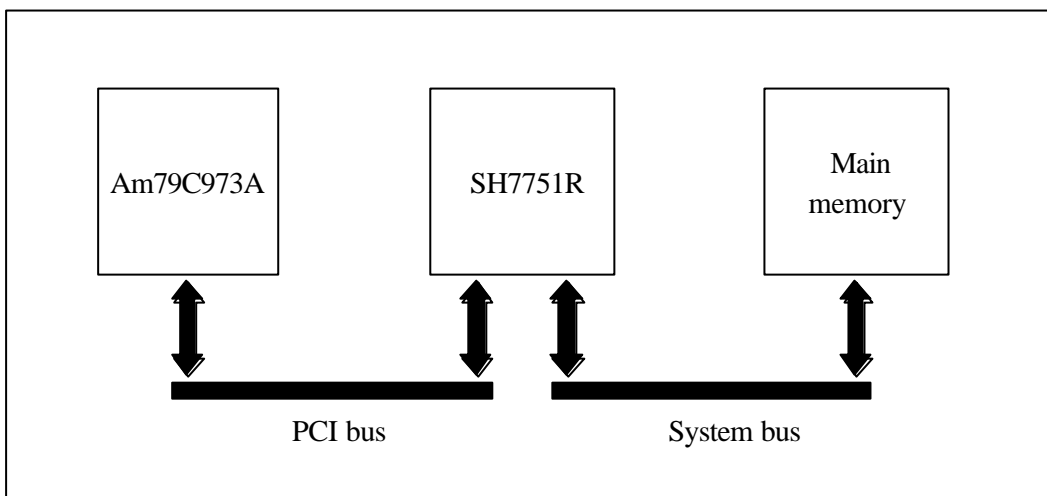 Am79C973A
SH7751R
Main
memory
PCI bus
System bus